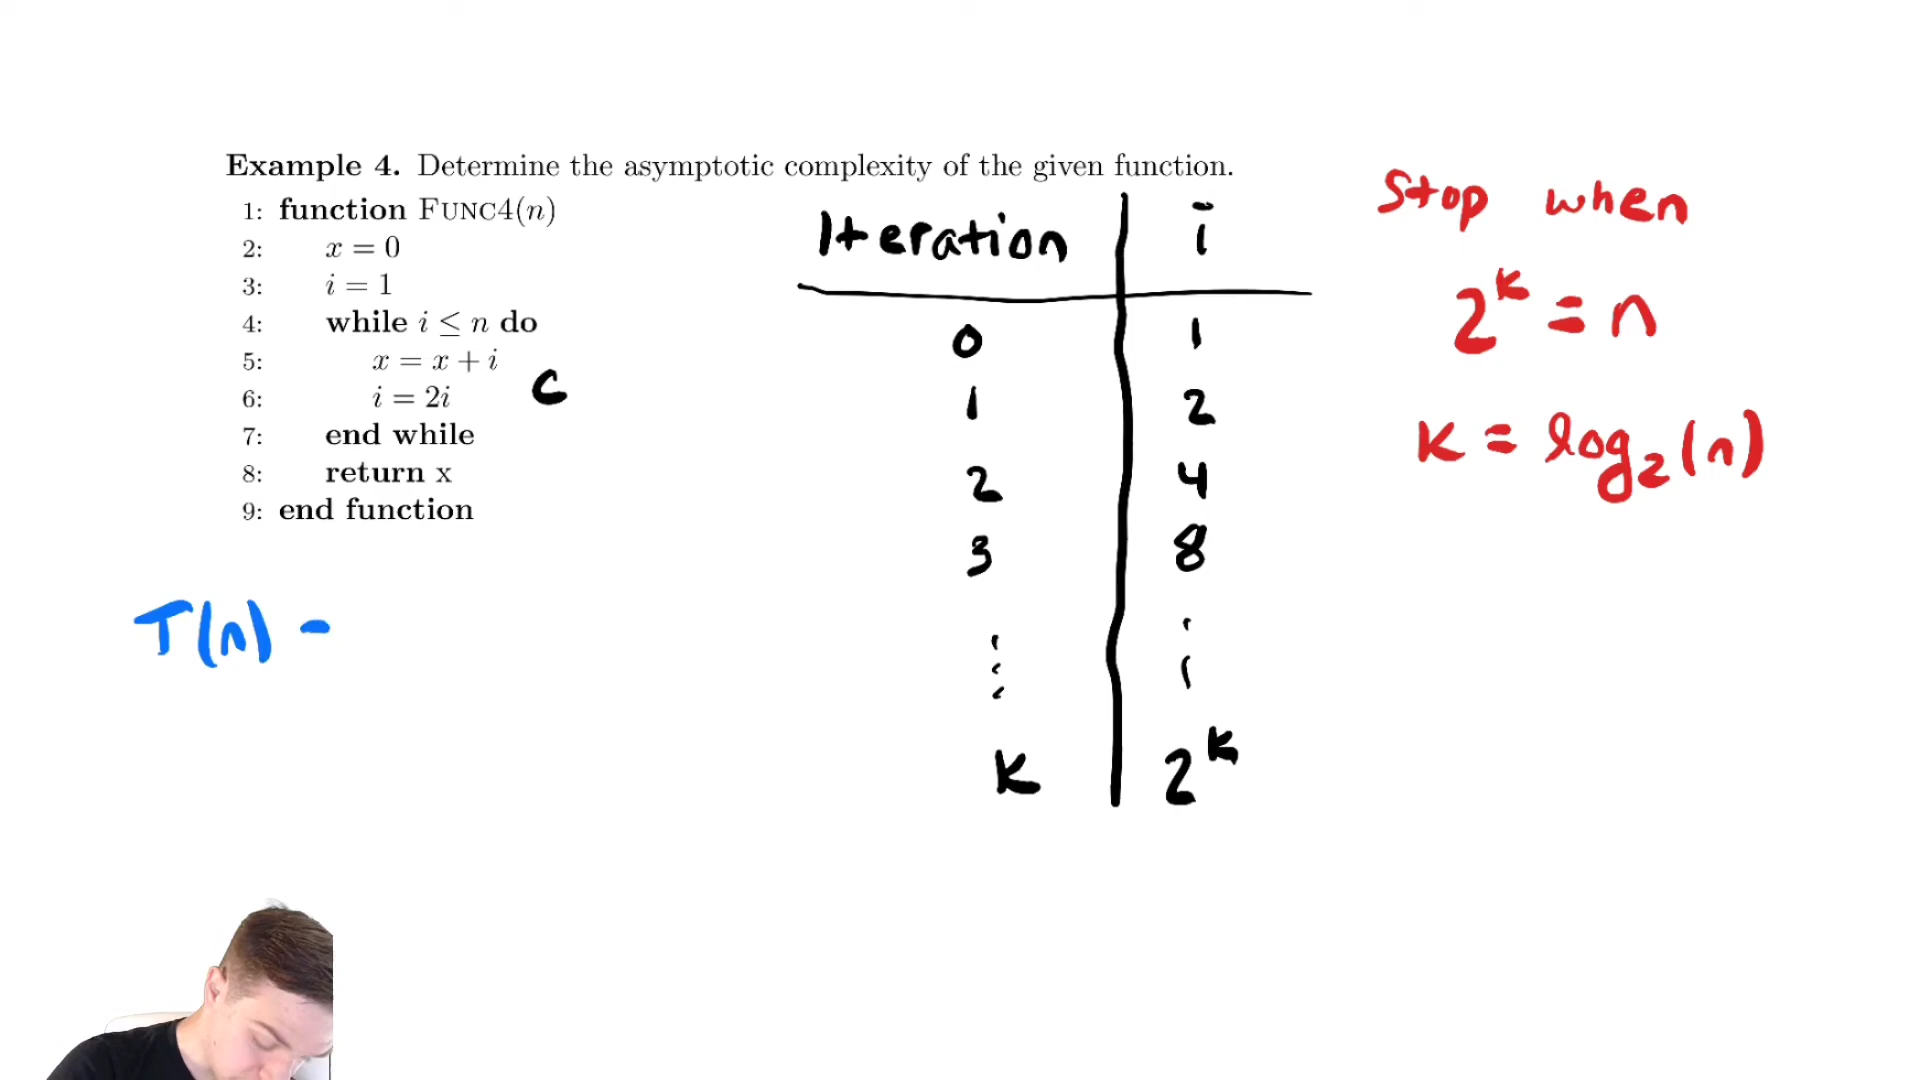 Example 4. Determine the asymptotic complexity of the given function.
1: function FUNC4(n)
2: x = 0
3: i = 1
4: while i ≤ n do
5: x = x + i
6: i = 2i
7: end while
8: return x
9: end function
C
T(n) -
Iteration i
0 1
1 2
2 4
3 8
⋮ ⋮
K 2^K
Stop when
2^K = n
K = log₂(n)